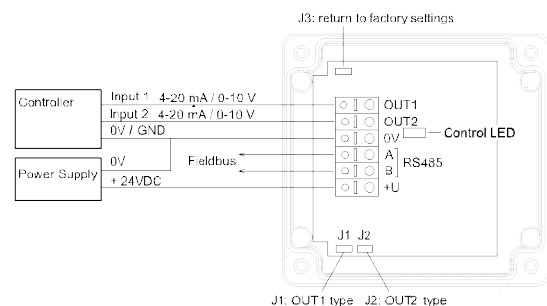 J3: return to factory settings
Controller
Input 1 4-20 mA / 0-10 V
Input 2 4-20 mA / 0-10 V
0V / GND
Power Supply
0V
+ 24VDC
Fieldbus
OUT1
OUT2
0V
A
B
+U
RS485
Control LED
J1 J2
J1: OUT1 type J2: OUT2 type